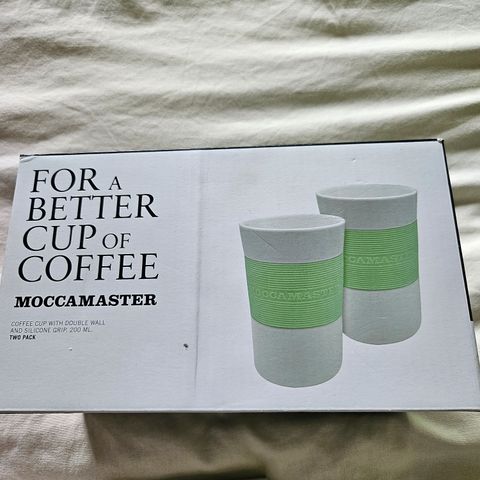 FOR A
BETTER
CUP OF
COFFEE
MOCCAMASTER
COFFEE CUP WITH DOUBLE WALL
AND SILICONE GRIP. 200 ML.
TWO PACK
MOCCAMASTER
CCAMASTER